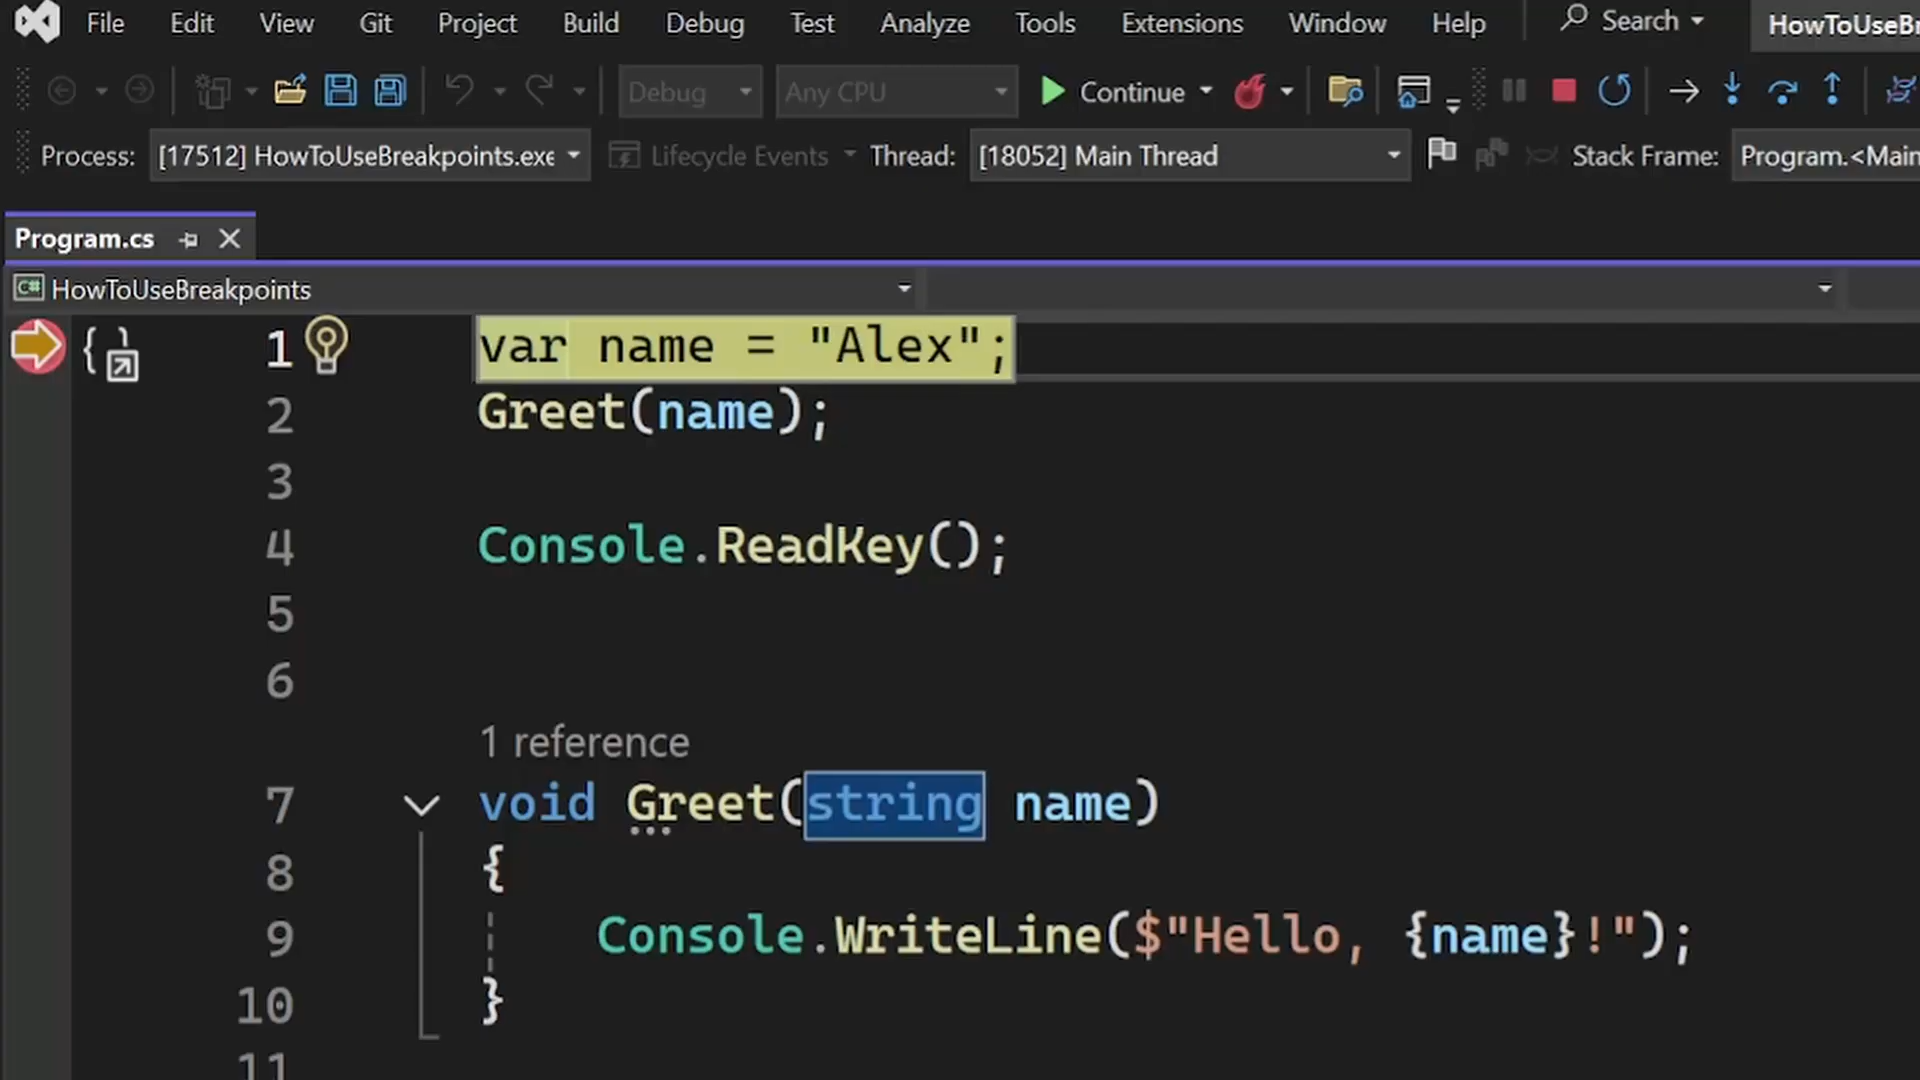 File Edit View Git Project Build Debug Test Analyze Tools Extensions Window Help Search HowToUseBr
Debug Any CPU Continue
Process: [17512] HowToUseBreakpoints.exe Lifecycle Events Thread: [18052] Main Thread Stack Frame: Program.<Main
Program.cs
C# HowToUseBreakpoints
1 var name = "Alex";
2 Greet(name);
3
4 Console.ReadKey();
5
6
1 reference
7 void Greet(string name)
8 {
9 Console.WriteLine($"Hello, {name}!");
10 }
11